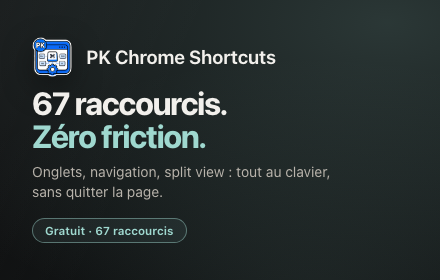 PK
PK Chrome Shortcuts
67 raccourcis.
Zéro friction.
Onglets, navigation, split view : tout au clavier,
sans quitter la page.
Gratuit · 67 raccourcis